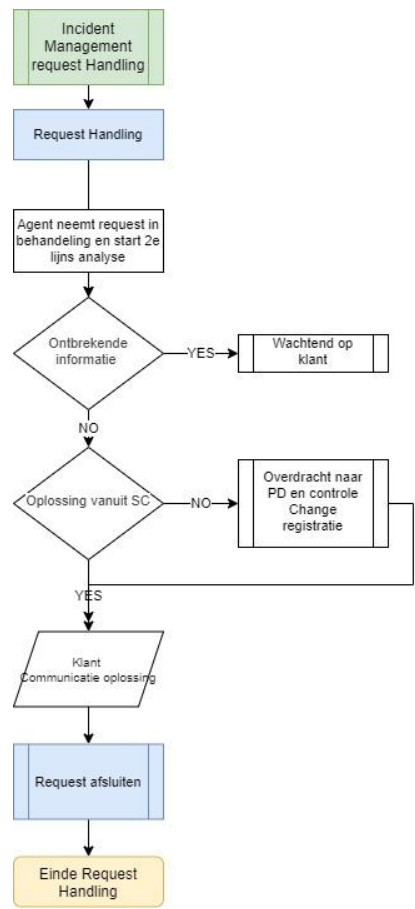 Incident
Management
request Handling
Request Handling
Agent neemt request in
behandeling en start 2e
lijns analyse
Ontbrekende
informatie
YES
Wachtend op
klant
NO
Oplossing vanuit SC
NO
Overdracht naar
PD en controle
Change
registratie
YES
Klant
Communicatie oplossing
Request afsluiten
Einde Request
Handling